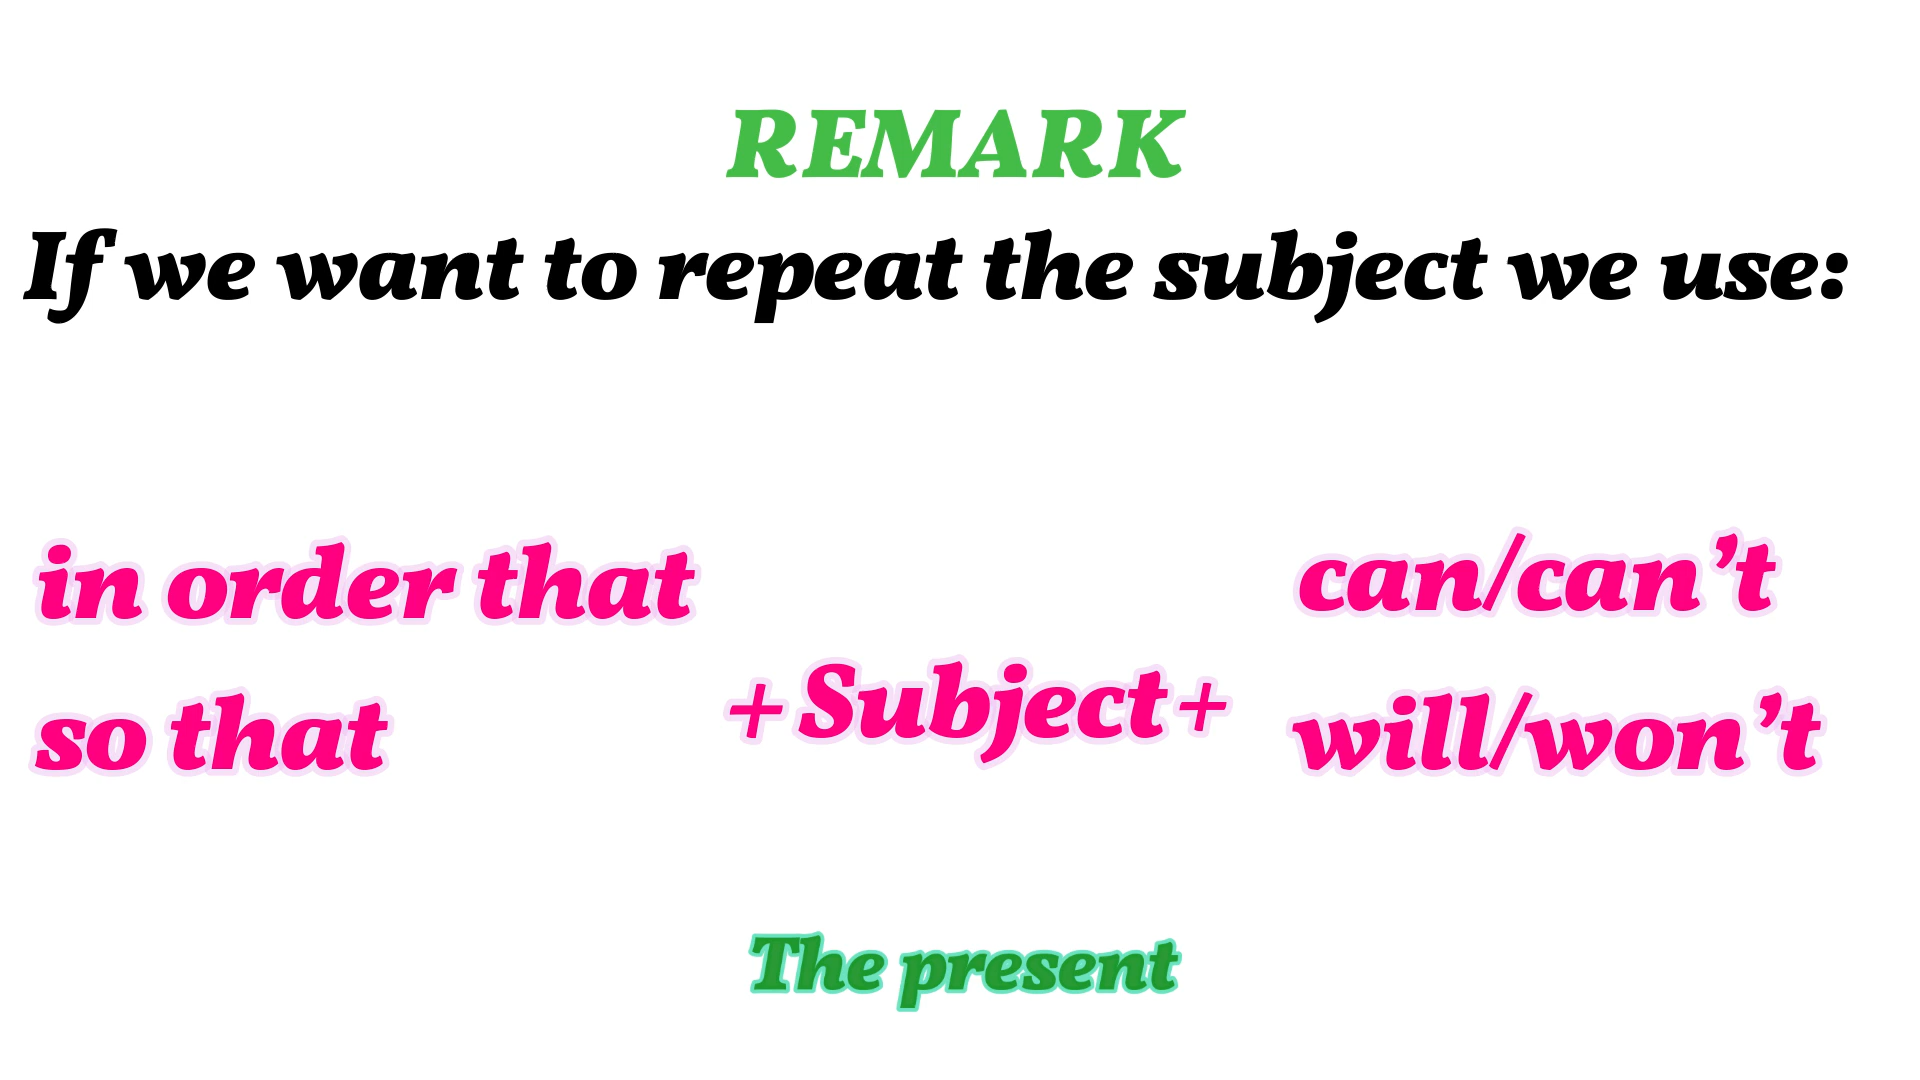 REMARK
If we want to repeat the subject we use:
in order that
can/can’t
+Subject+
so that
will/won’t
The present